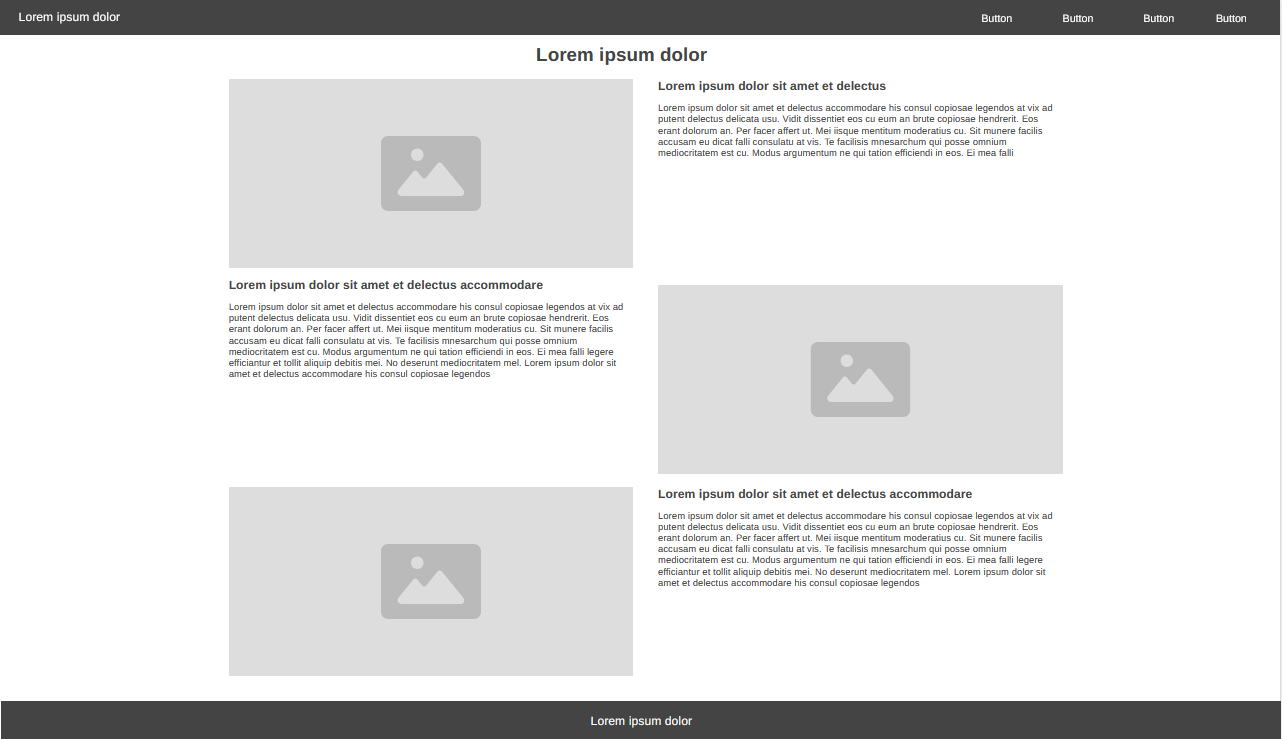 Lorem ipsum dolor
Button
Button
Button
Button
Lorem ipsum dolor
Lorem ipsum dolor sit amet et delectus
Lorem ipsum dolor sit amet et delectus accommodare his consul copiosae legendos at vix ad
putent delectus delicata usu. Vidit dissentiet eos cu eum an brute copiosae hendrerit. Eos
erant dolorum an. Per facer affert ut. Mei iisque mentitum moderatius cu. Sit munere facilis
accusam eu dicat falli consulatu at vis. Te facilisis mnesarchum qui posse omnium
mediocritatem est cu. Modus argumentum ne qui tation efficiendi in eos. Ei mea falli
Lorem ipsum dolor sit amet et delectus accommodare
Lorem ipsum dolor sit amet et delectus accommodare his consul copiosae legendos at vix ad
putent delectus delicata usu. Vidit dissentiet eos cu eum an brute copiosae hendrerit. Eos
erant dolorum an. Per facer affert ut. Mei iisque mentitum moderatius cu. Sit munere facilis
accusam eu dicat falli consulatu at vis. Te facilisis mnesarchum qui posse omnium
mediocritatem est cu. Modus argumentum ne qui tation efficiendi in eos. Ei mea falli legere
efficiantur et tollit aliquip debitis mei. No deserunt mediocritatem mel. Lorem ipsum dolor sit
amet et delectus accommodare his consul copiosae legendos
Lorem ipsum dolor sit amet et delectus accommodare
Lorem ipsum dolor sit amet et delectus accommodare his consul copiosae legendos at vix ad
putent delectus delicata usu. Vidit dissentiet eos cu eum an brute copiosae hendrerit. Eos
erant dolorum an. Per facer affert ut. Mei iisque mentitum moderatius cu. Sit munere facilis
accusam eu dicat falli consulatu at vis. Te facilisis mnesarchum qui posse omnium
mediocritatem est cu. Modus argumentum ne qui tation efficiendi in eos. Ei mea falli legere
efficiantur et tollit aliquip debitis mei. No deserunt mediocritatem mel. Lorem ipsum dolor sit
amet et delectus accommodare his consul copiosae legendos
Lorem ipsum dolor